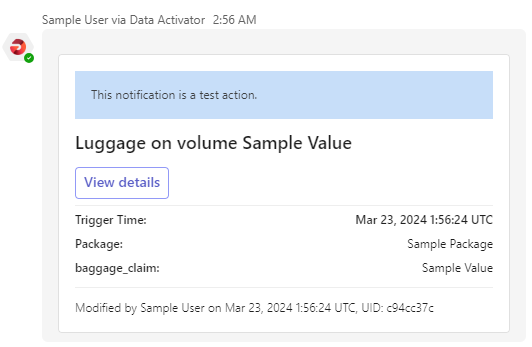 Sample User via Data Activator 2:56 AM
This notification is a test action.
Luggage on volume Sample Value
View details
Trigger Time: Mar 23, 2024 1:56:24 UTC
Package: Sample Package
baggage_claim: Sample Value
Modified by Sample User on Mar 23, 2024 1:56:24 UTC, UID: c94cc37c